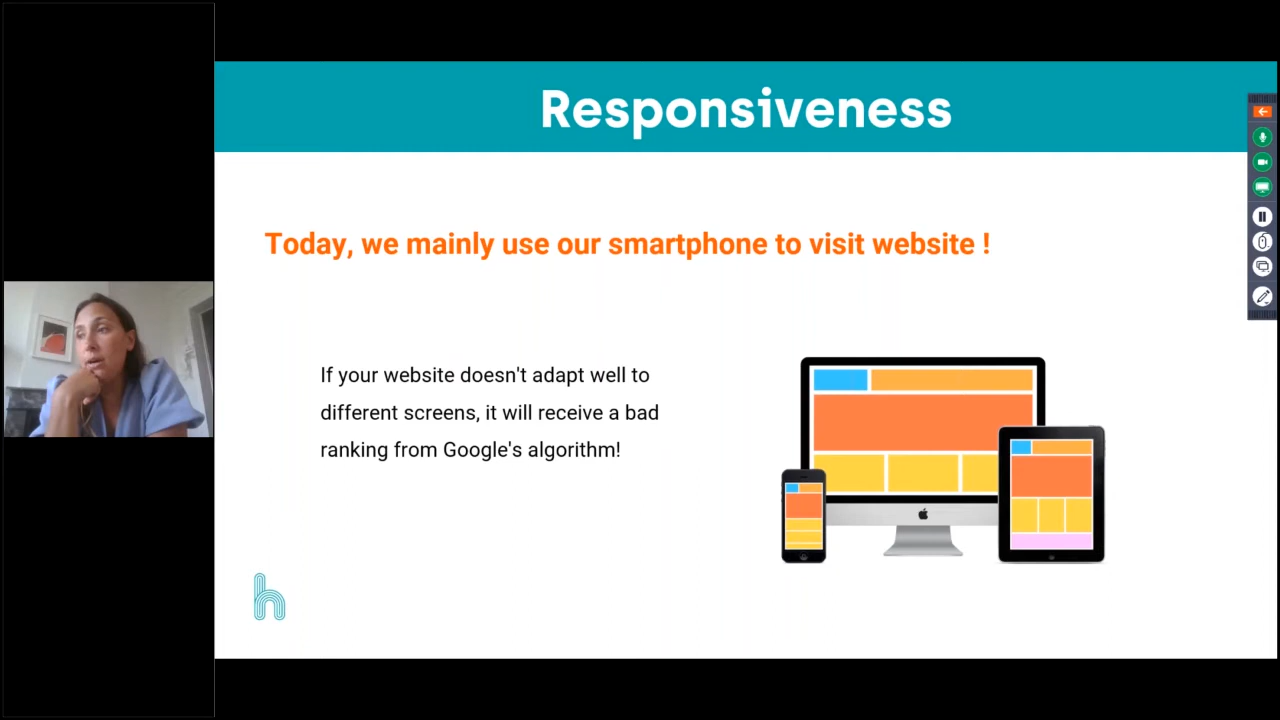 Responsiveness
Today, we mainly use our smartphone to visit website !
If your website doesn't adapt well to
different screens, it will receive a bad
ranking from Google's algorithm!
h